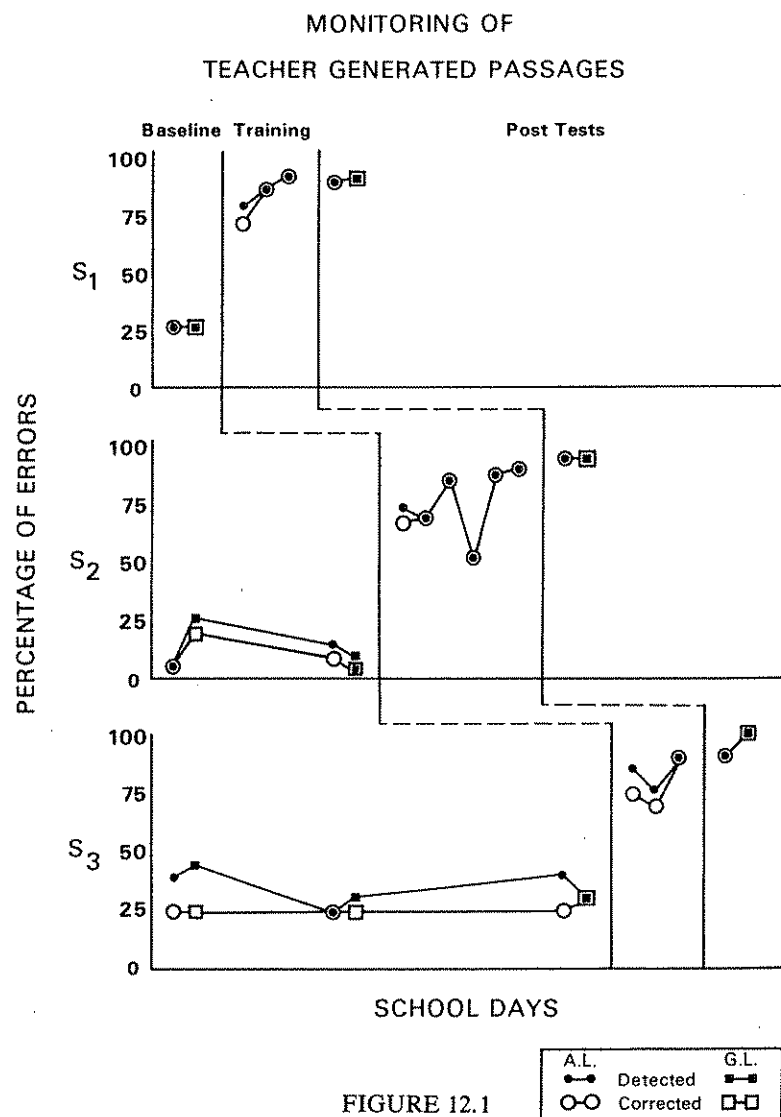 MONITORING OF
TEACHER GENERATED PASSAGES
Baseline Training Post Tests
PERCENTAGE OF ERRORS
S1
100
75
50
25
0
S2
100
75
50
25
0
S3
100
75
50
25
0
SCHOOL DAYS
A.L. G.L.
Detected
Corrected
FIGURE 12.1